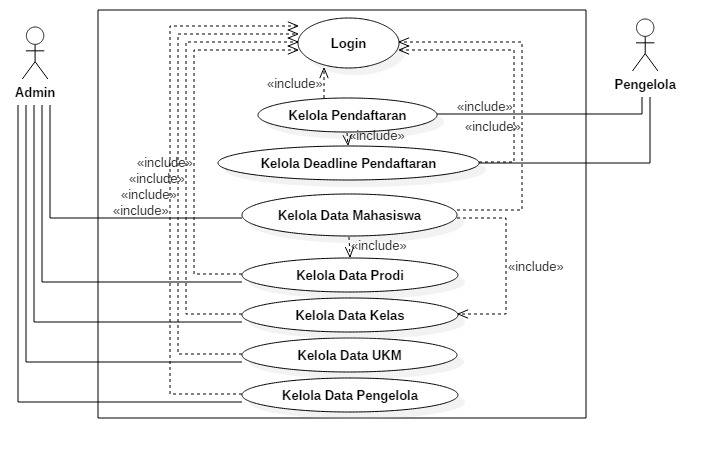 Login
Admin
Pengelola
«include»
Kelola Pendaftaran
«include»
«include»
«include»
Kelola Deadline Pendaftaran
«include»
«include»
«include»
«include»
Kelola Data Mahasiswa
«include»
«include»
Kelola Data Prodi
Kelola Data Kelas
Kelola Data UKM
Kelola Data Pengelola